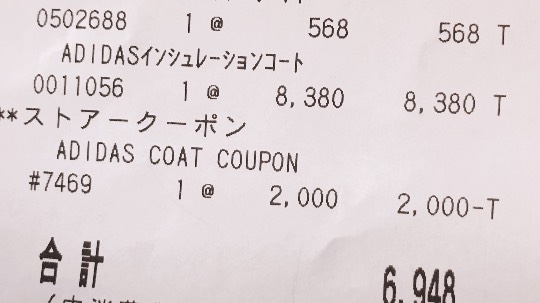 0502688 1 @ 568 568 T
ADIDASインシュレーションコート
0011056 1 @ 8,380 8,380 T
**ストアークーポン
ADIDAS COAT COUPON
#7469 1 @ 2,000 2,000-T
合計 6,948